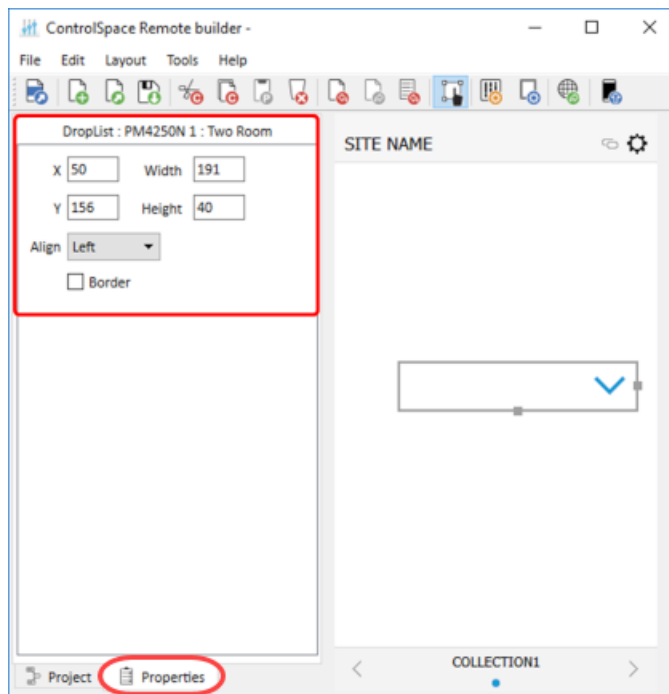 ControlSpace Remote builder -
File Edit Layout Tools Help
DropList : PM4250N 1 : Two Room
X 50 Width 191
Y 156 Height 40
Align Left
Border
SITE NAME
COLLECTION1
Project Properties